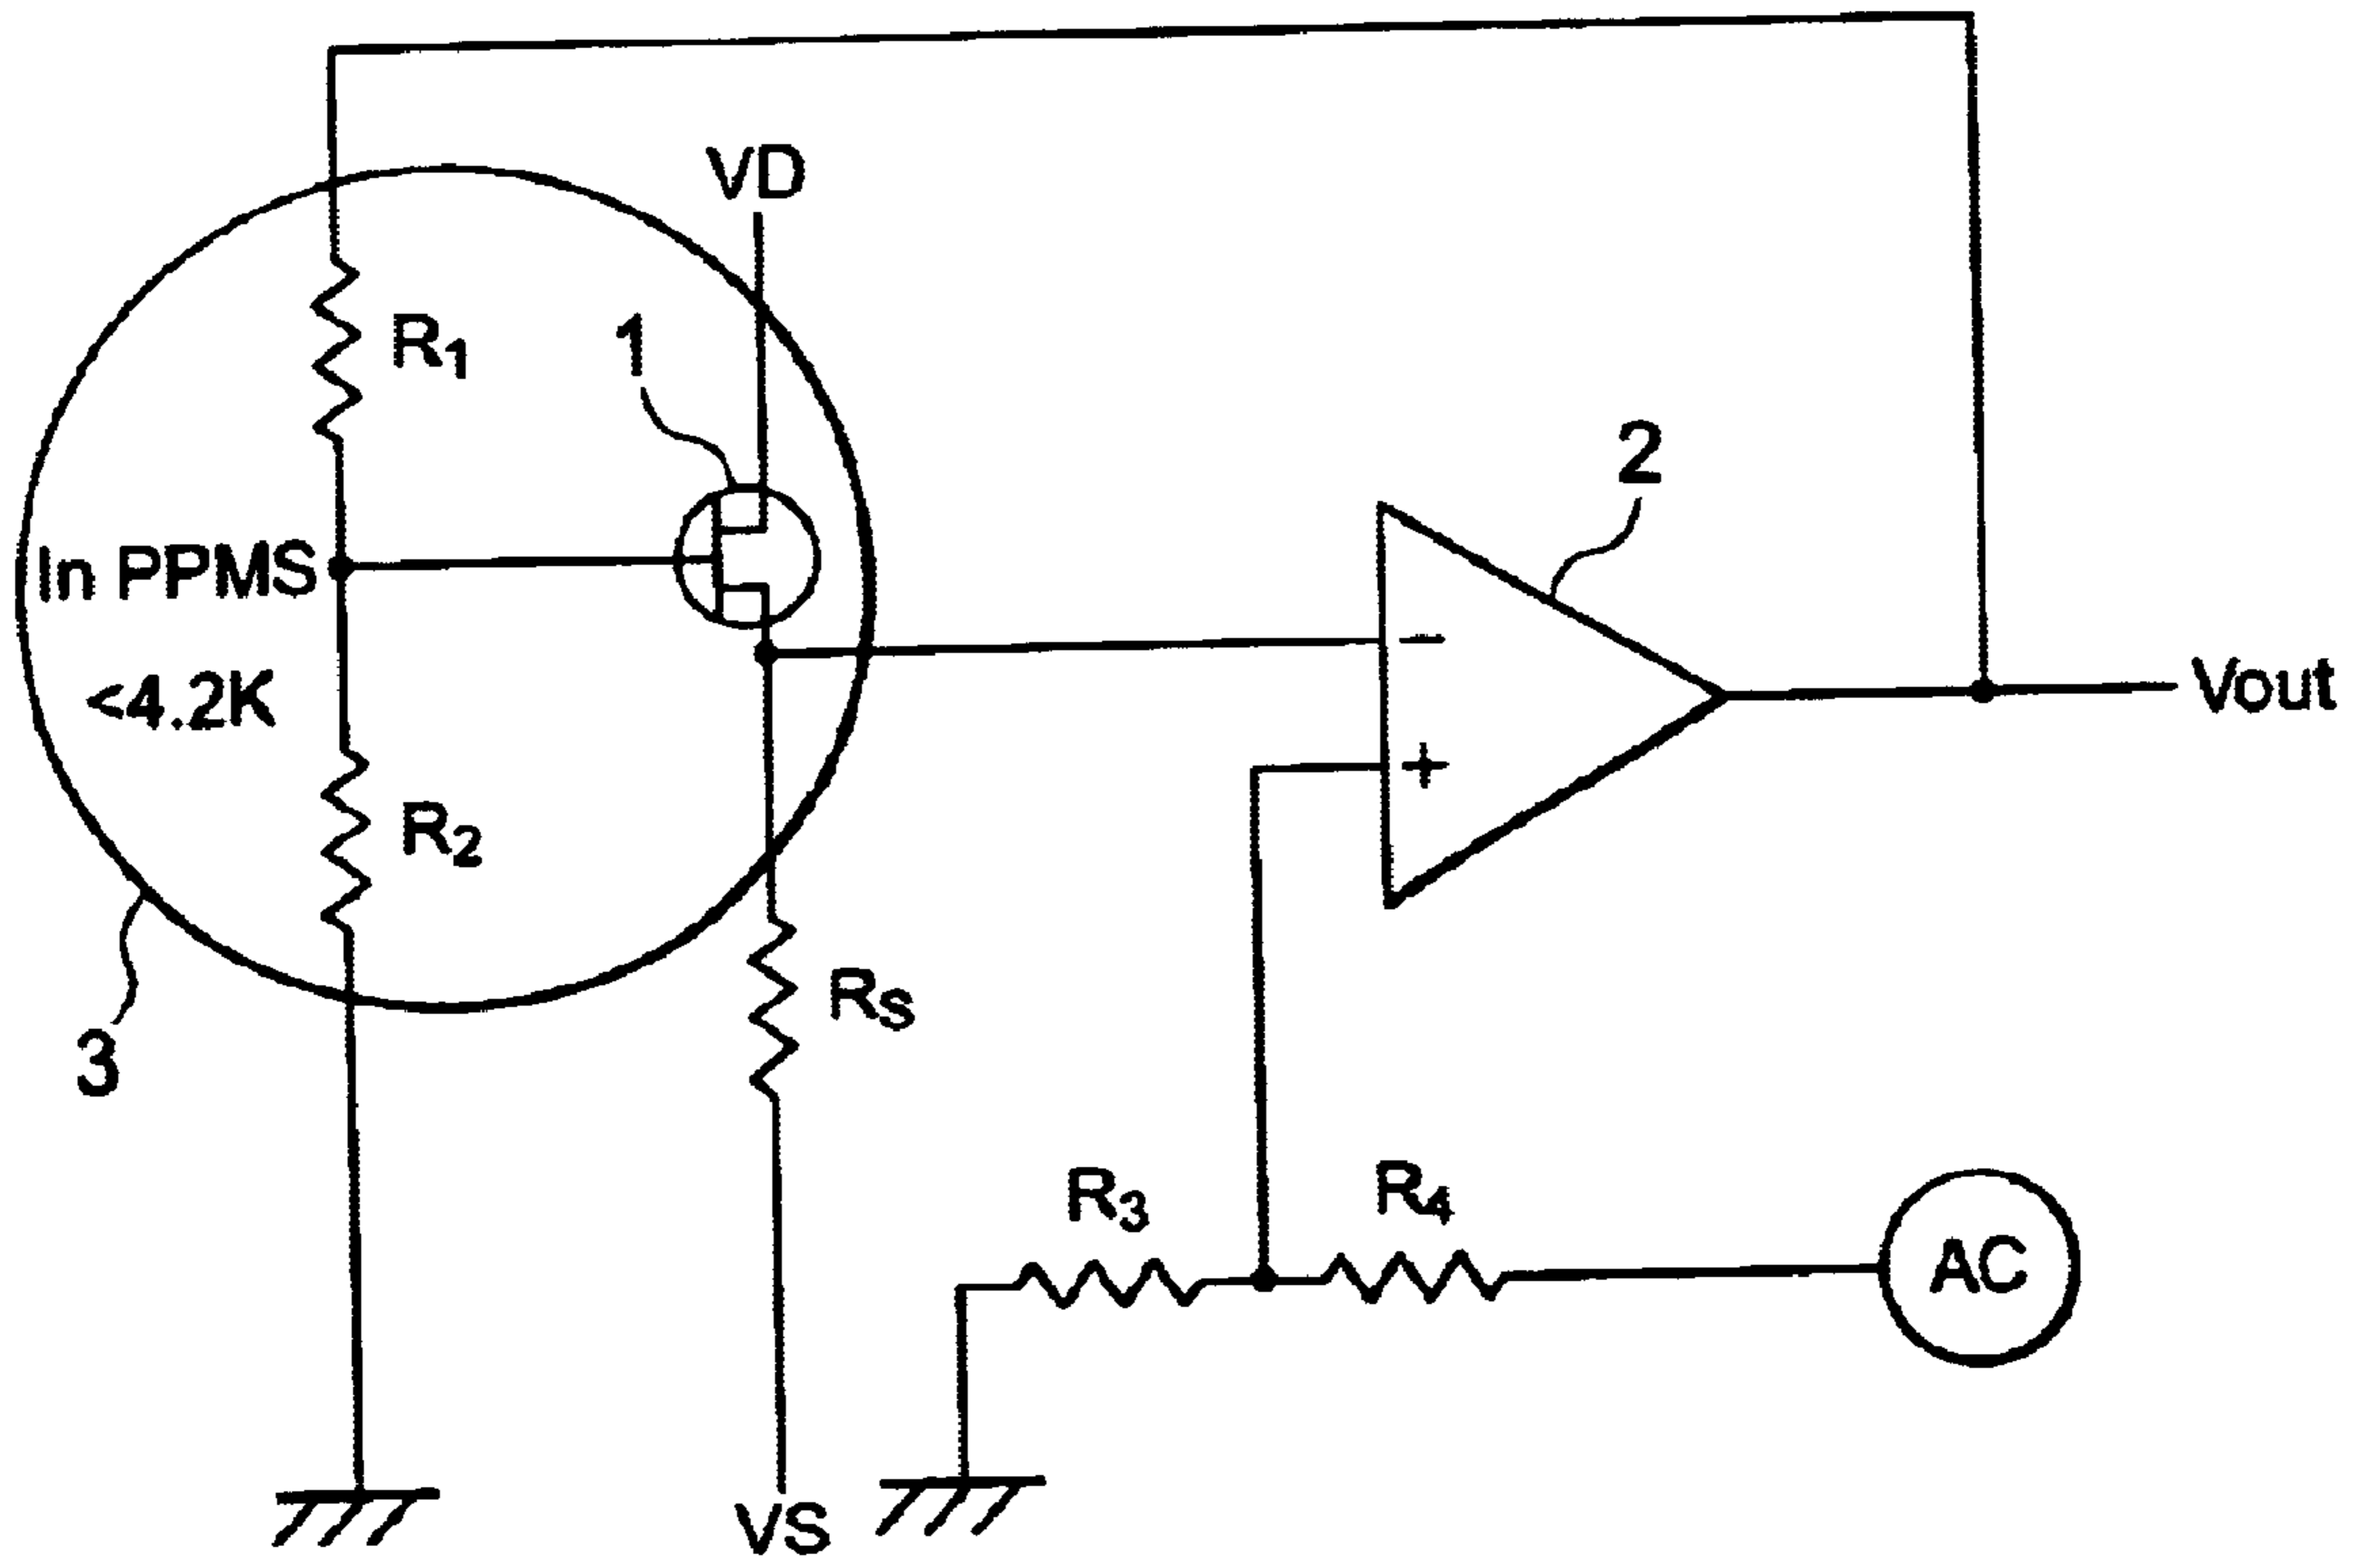 VD
R1
1
2
In PPMS
<4.2K
−
Vout
+
R2
RS
3
R3
R4
AC
VS